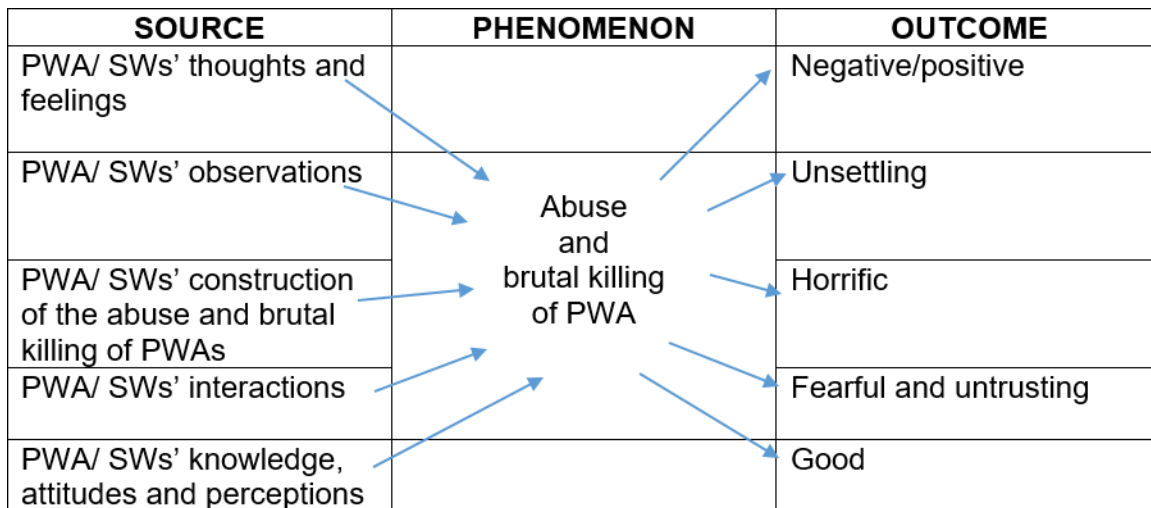 SOURCE
PHENOMENON
OUTCOME
PWA/ SWs’ thoughts and
feelings
Negative/positive
PWA/ SWs’ observations
Unsettling
Abuse
and
brutal killing
of PWA
PWA/ SWs’ construction
of the abuse and brutal
killing of PWAs
Horrific
PWA/ SWs’ interactions
Fearful and untrusting
PWA/ SWs’ knowledge,
attitudes and perceptions
Good